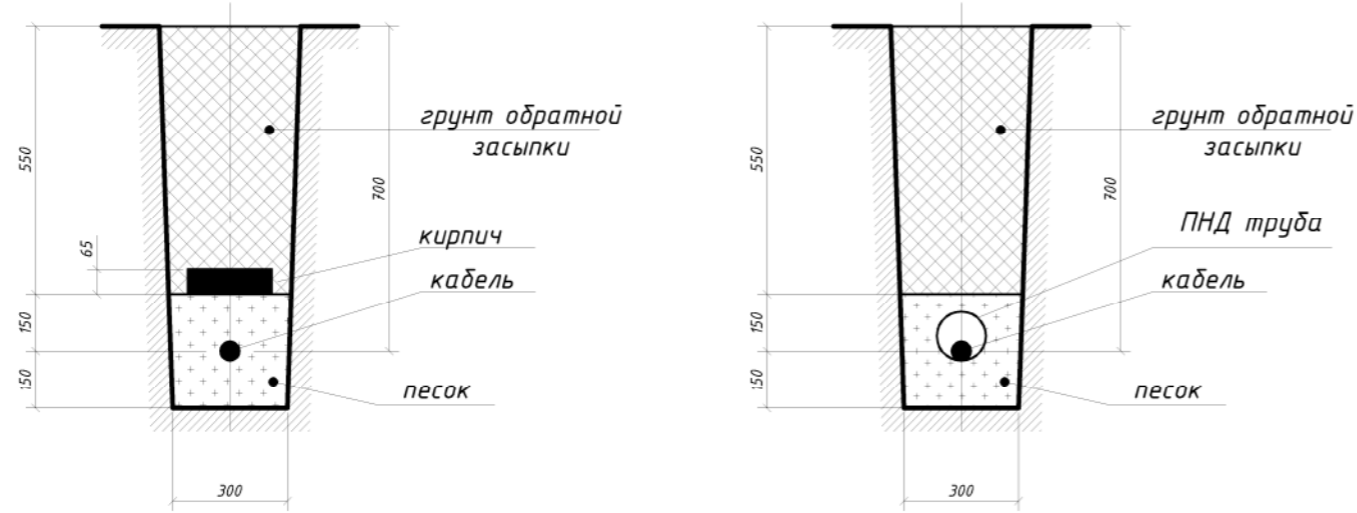 550
65
150
150
300
700
грунт обратной
засыпки
кирпич
кабель
песок
550
150
150
300
700
грунт обратной
засыпки
ПНД труба
кабель
песок